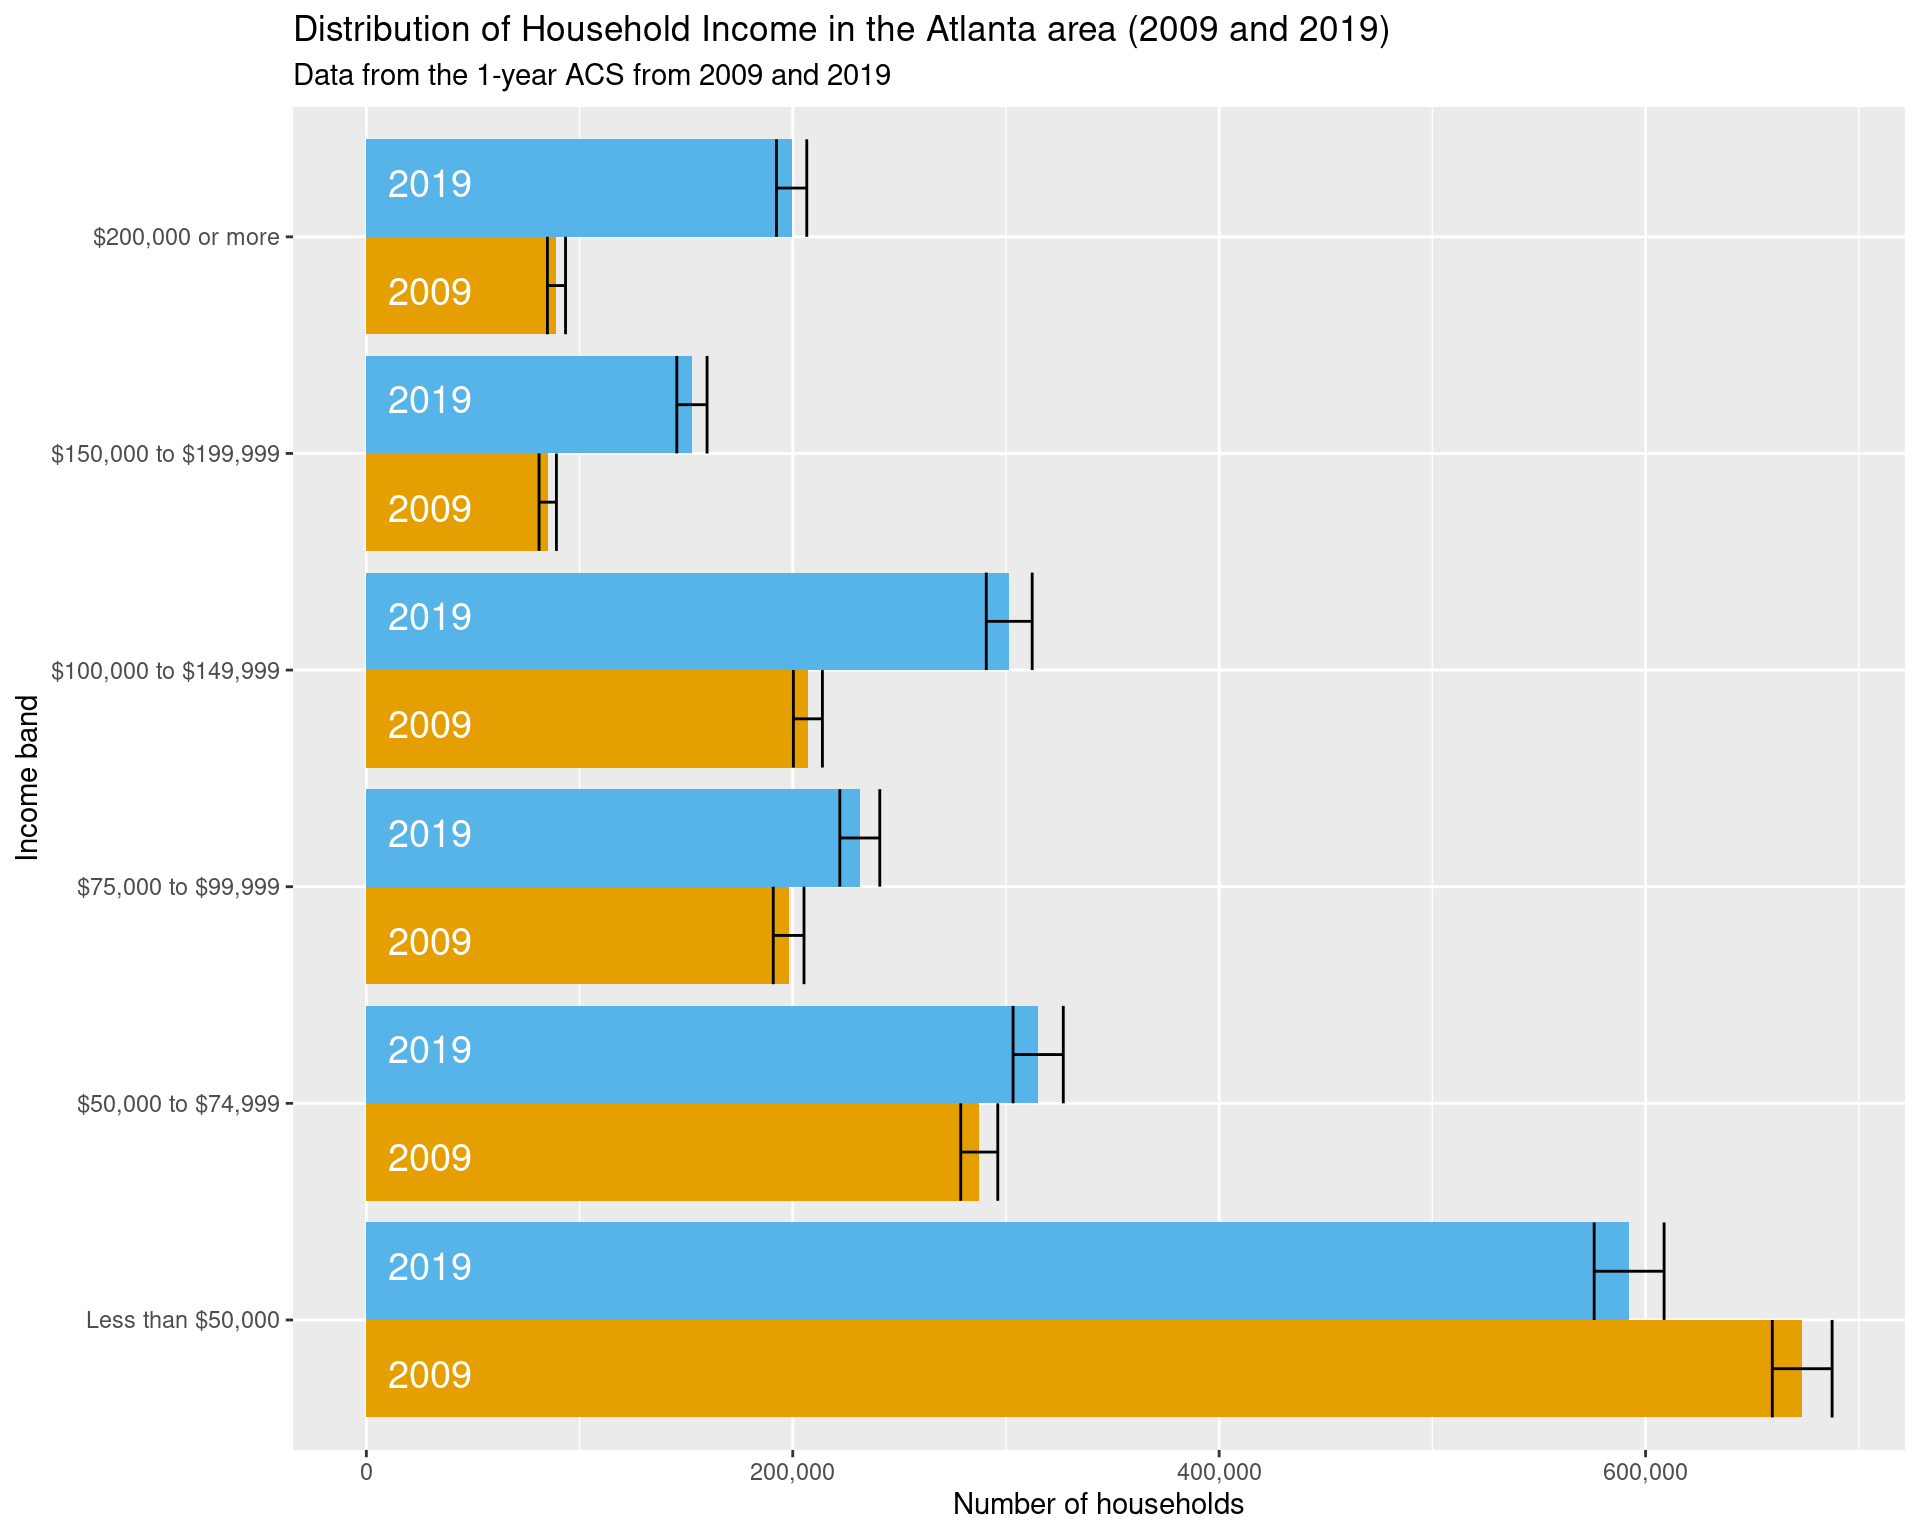 Distribution of Household Income in the Atlanta area (2009 and 2019)
Data from the 1-year ACS from 2009 and 2019
Income band
$200,000 or more
2019
2009
$150,000 to $199,999
2019
2009
$100,000 to $149,999
2019
2009
$75,000 to $99,999
2019
2009
$50,000 to $74,999
2019
2009
Less than $50,000
2019
2009
0
200,000
400,000
600,000
Number of households